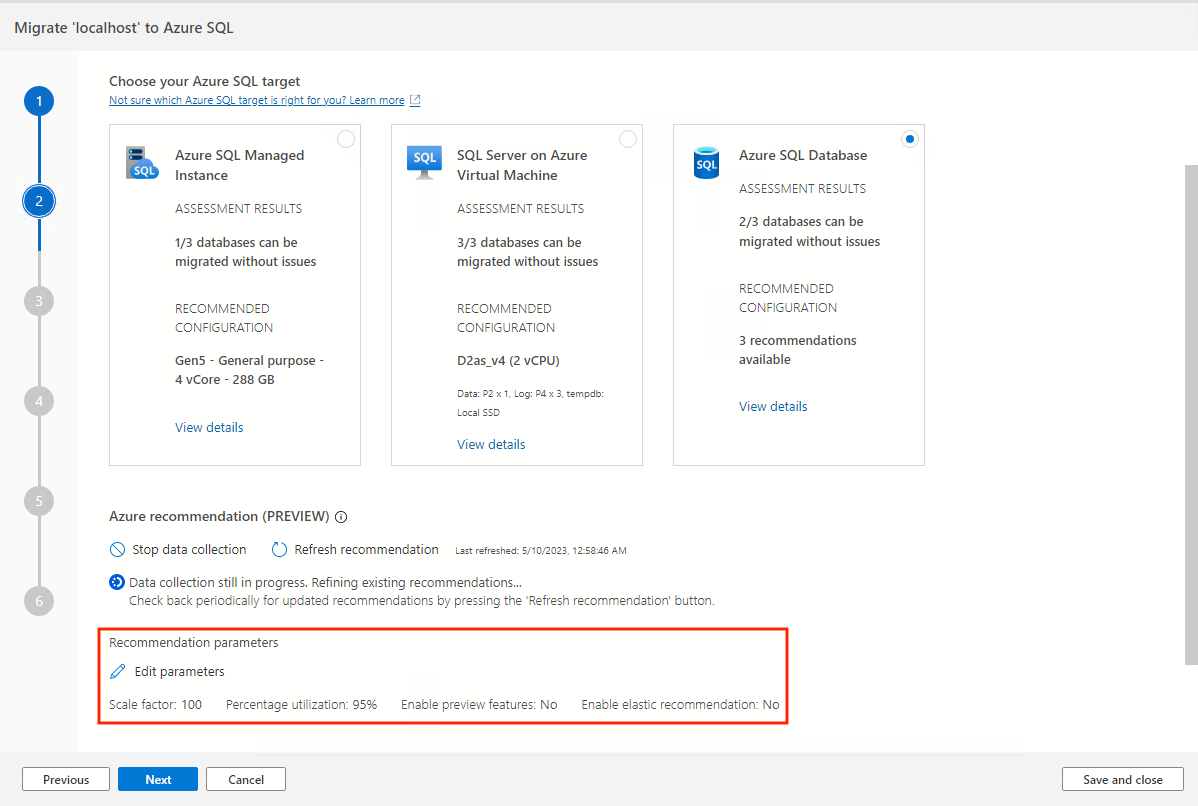 Migrate 'localhost' to Azure SQL
1
2
3
4
5
6
Choose your Azure SQL target
Not sure which Azure SQL target is right for you? Learn more
SQL
Azure SQL Managed
Instance
ASSESSMENT RESULTS
1/3 databases can be
migrated without issues
RECOMMENDED
CONFIGURATION
Gen5 - General purpose -
4 vCore - 288 GB
View details
SQL
SQL Server on Azure
Virtual Machine
ASSESSMENT RESULTS
3/3 databases can be
migrated without issues
RECOMMENDED
CONFIGURATION
D2as_v4 (2 vCPU)
Data: P2 x 1, Log: P4 x 3, tempdb:
Local SSD
View details
SQL
Azure SQL Database
ASSESSMENT RESULTS
2/3 databases can be
migrated without issues
RECOMMENDED
CONFIGURATION
3 recommendations
available
View details
Azure recommendation (PREVIEW)
Stop data collection Refresh recommendation Last refreshed: 5/10/2023, 12:58:46 AM
Data collection still in progress. Refining existing recommendations...
Check back periodically for updated recommendations by pressing the 'Refresh recommendation' button.
Recommendation parameters
Edit parameters
Scale factor: 100 Percentage utilization: 95% Enable preview features: No Enable elastic recommendation: No
Previous Next Cancel Save and close